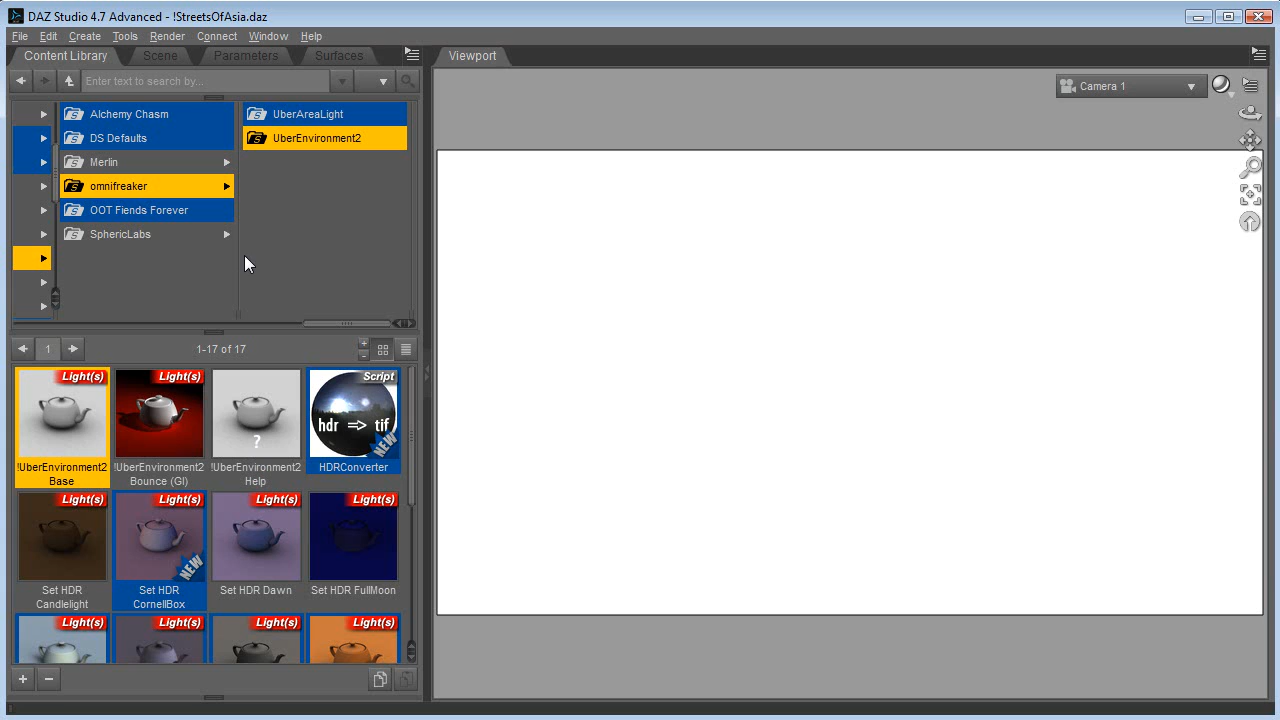 DAZ Studio 4.7 Advanced - !StreetsOfAsia.daz
File Edit Create Tools Render Connect Window Help
Content Library Scene Parameters Surfaces
Viewport
Enter text to search by...
Camera 1
Alchemy Chasm
DS Defaults
Merlin
omnifreaker
OOT Fiends Forever
SphericLabs
UberAreaLight
UberEnvironment2
1
1-17 of 17
Light(s) Light(s) Script
hdr => tif
?
NEW
!UberEnvironment2 Base
!UberEnvironment2 Bounce (GI)
!UberEnvironment2 Help
HDRConverter
Light(s) Light(s) Light(s) Light(s)
NEW
Set HDR Candlelight
Set HDR CornellBox
Set HDR Dawn
Set HDR FullMoon
Light(s) Light(s) Light(s) Light(s)